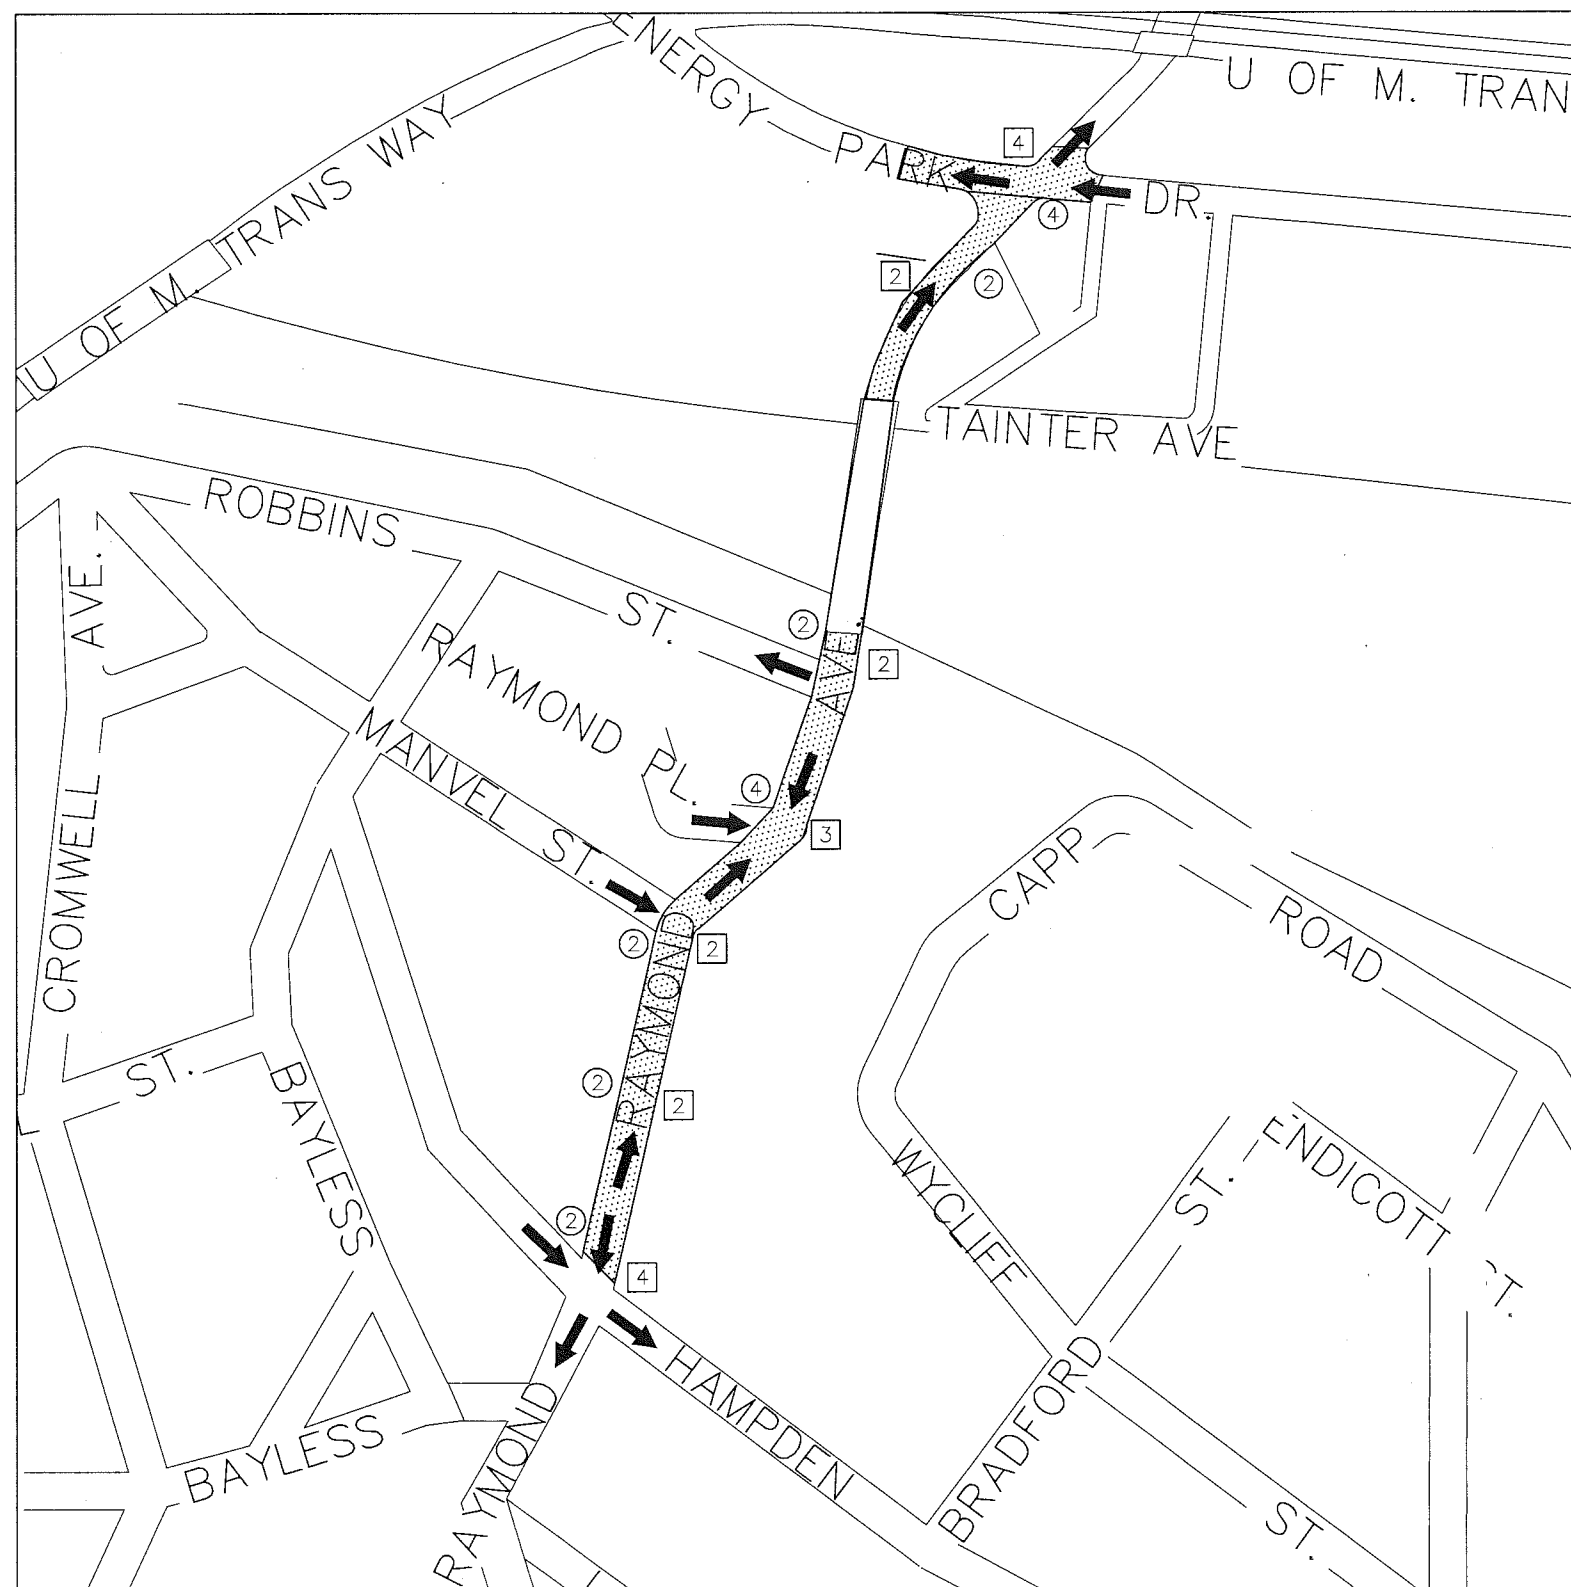 ENERGY PARK DR.
U OF M. TRAN
U OF M. TRANS WAY
4
4
2
2
TAINTER AVE
ROBBINS ST.
CROMWELL AVE.
RAYMOND PL.
MANVEL ST.
2
2
4
3
2
2
RAYMOND AVE
2
2
2
4
CAPP ROAD
ST.
BAYLESS
WYCLIFF ST.
ENDICOTT ST.
BRADFORD ST.
HAMPDEN
BAYLESS
RAYMOND